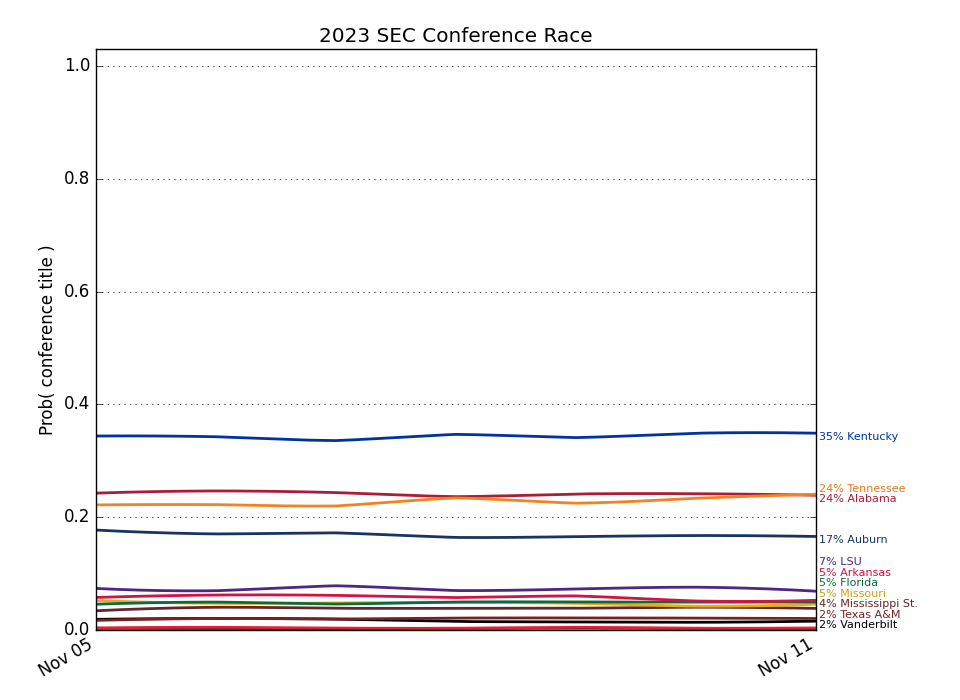 2023 SEC Conference Race
Prob( conference title )
1.0
0.8
0.6
0.4
0.2
0.0
Nov 05
Nov 11
35% Kentucky
24% Tennessee
24% Alabama
17% Auburn
7% LSU
5% Arkansas
5% Florida
5% Missouri
4% Mississippi St.
2% Texas A&M
2% Vanderbilt